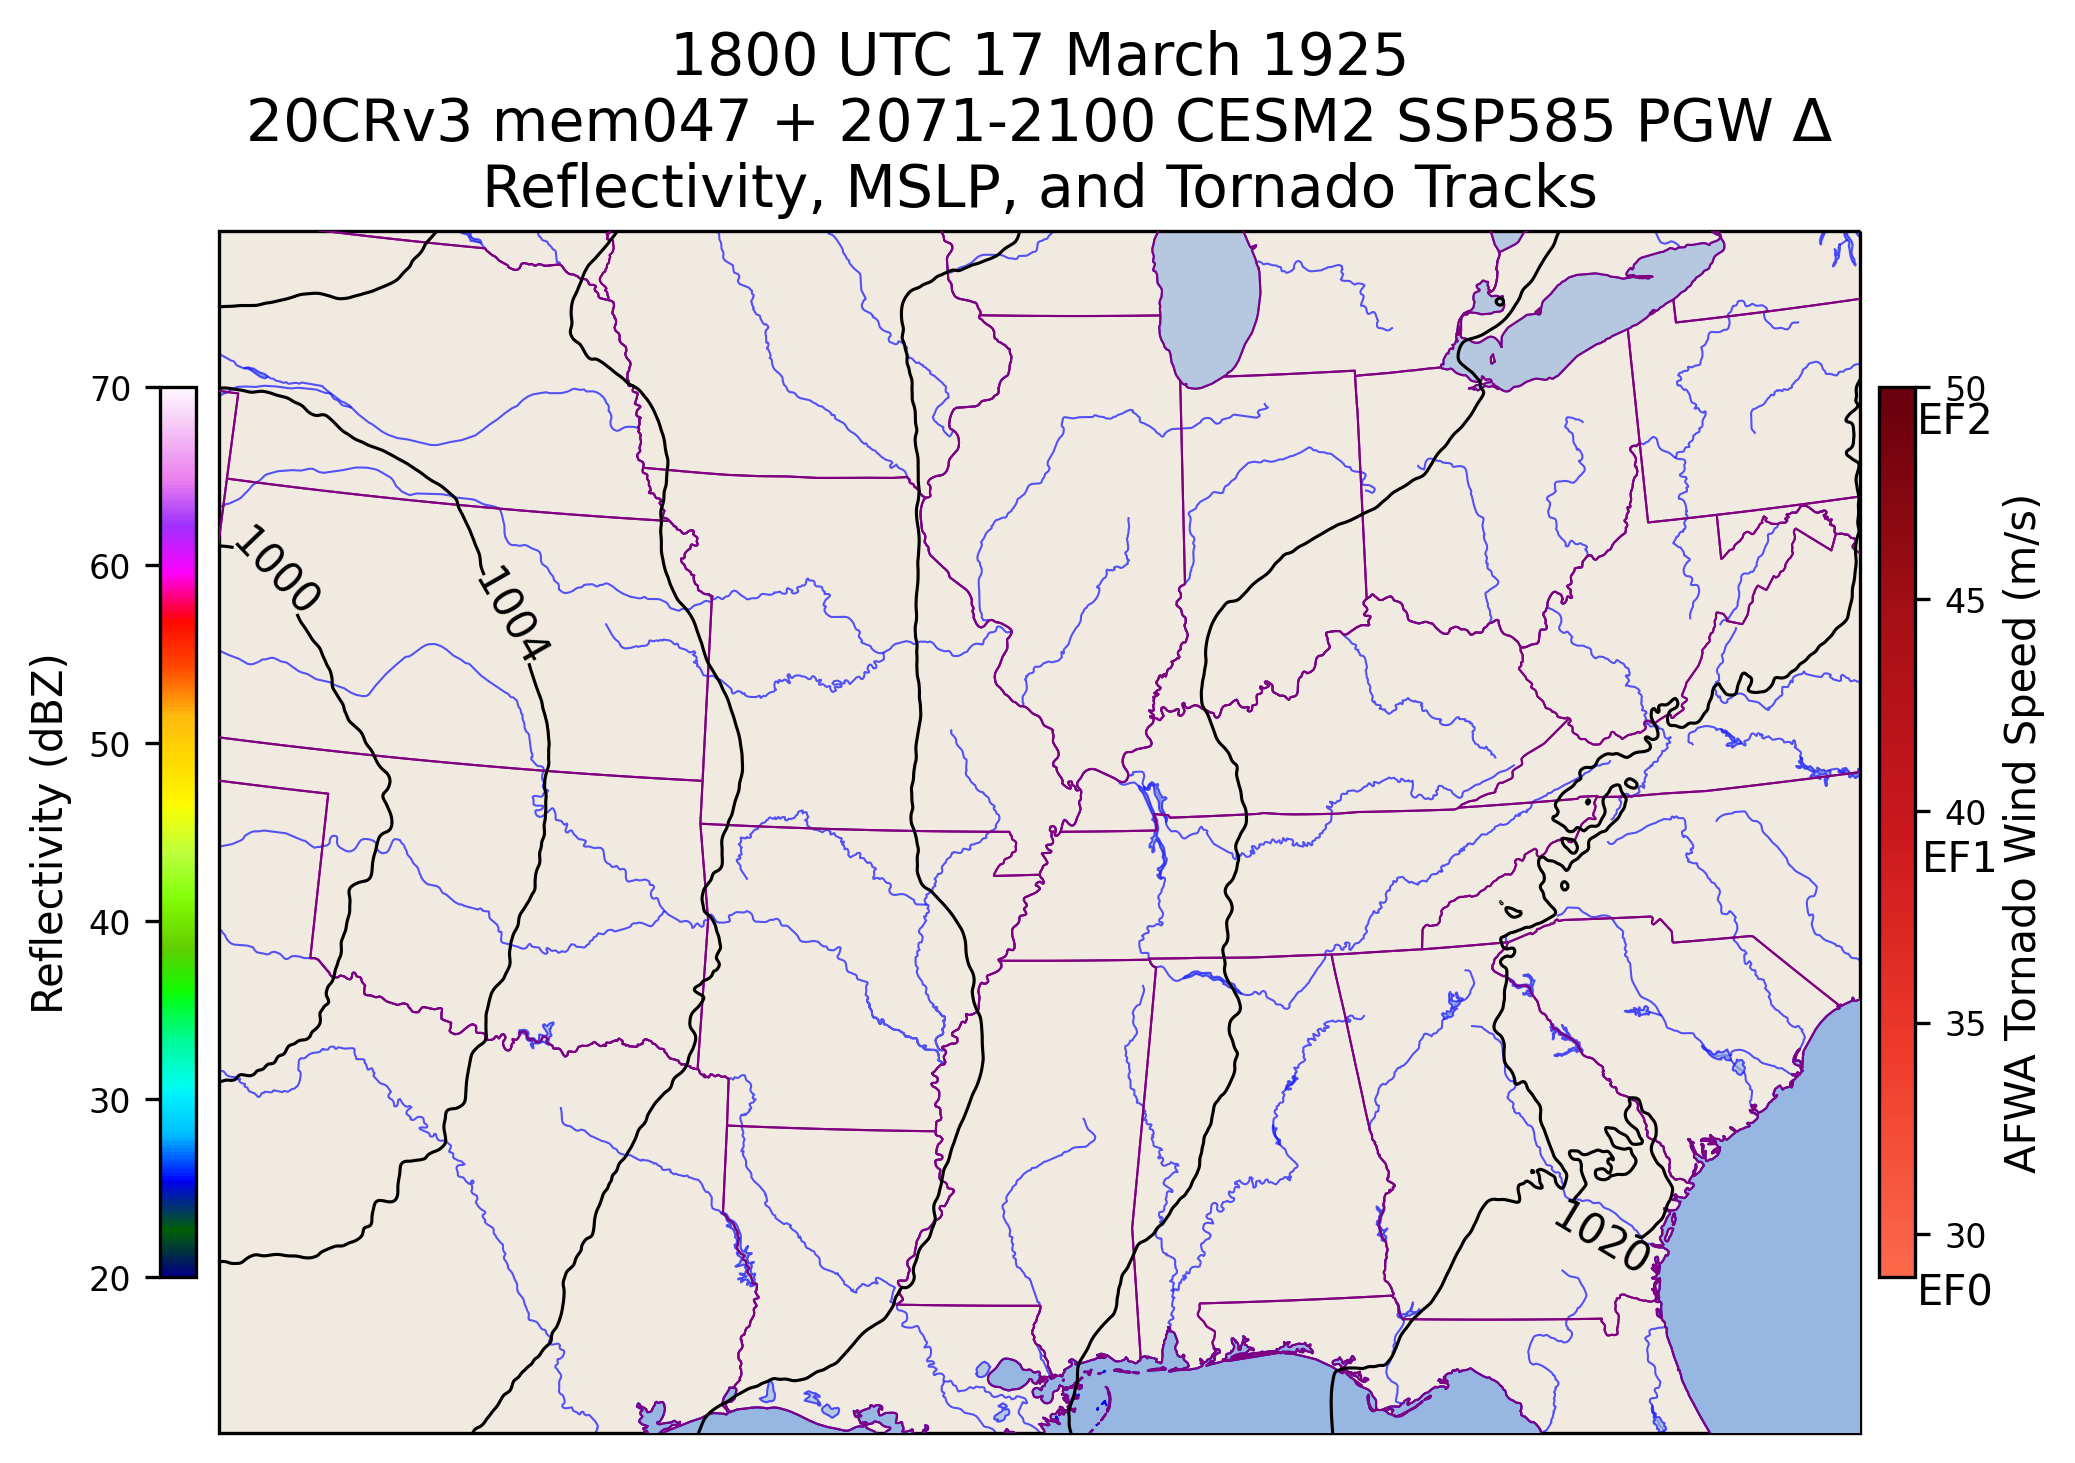 1800 UTC 17 March 1925
20CRv3 mem047 + 2071-2100 CESM2 SSP585 PGW Δ
Reflectivity, MSLP, and Tornado Tracks
Reflectivity (dBZ)
70
60
50
40
30
20
1000
1004
1020
50
EF2
45
40
EF1
35
30
EF0
AFWA Tornado Wind Speed (m/s)